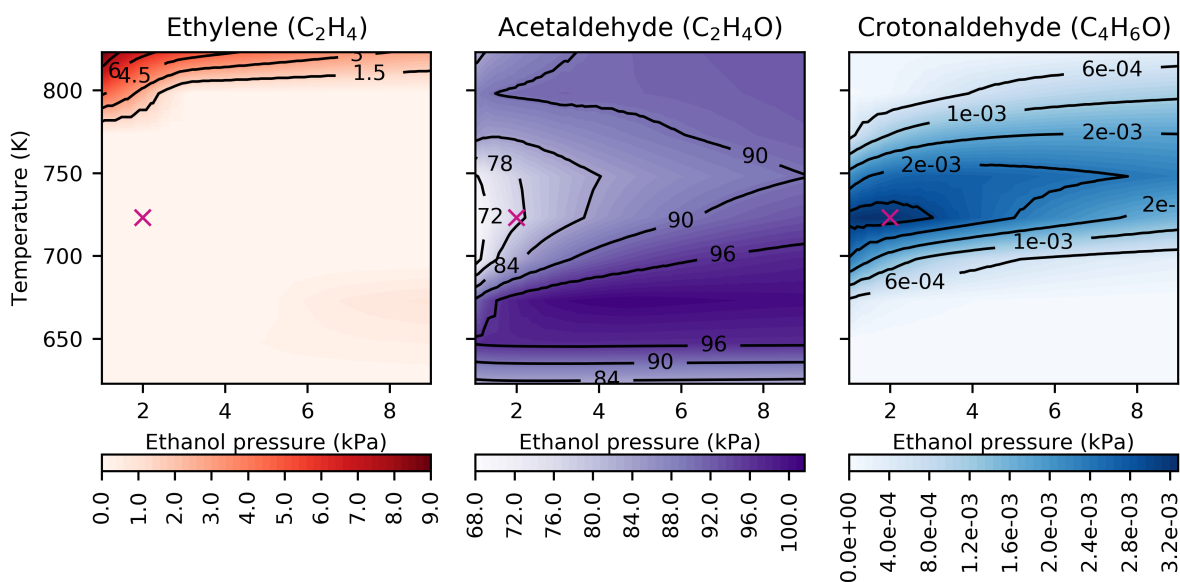 Ethylene (C2H4)
Acetaldehyde (C2H4O)
Crotonaldehyde (C4H6O)
Temperature (K)
800
750
700
650
6
4.5
3
1.5
78
72
84
90
90
96
96
90
84
6e-04
1e-03
2e-03
2e-03
2e-
1e-03
6e-04
2
4
6
8
2
4
6
8
2
4
6
8
Ethanol pressure (kPa)
Ethanol pressure (kPa)
Ethanol pressure (kPa)
0.0
1.0
2.0
3.0
4.0
5.0
6.0
7.0
8.0
9.0
68.0
72.0
76.0
80.0
84.0
88.0
92.0
96.0
100.0
0.0e+00
4.0e-04
8.0e-04
1.2e-03
1.6e-03
2.0e-03
2.4e-03
2.8e-03
3.2e-03